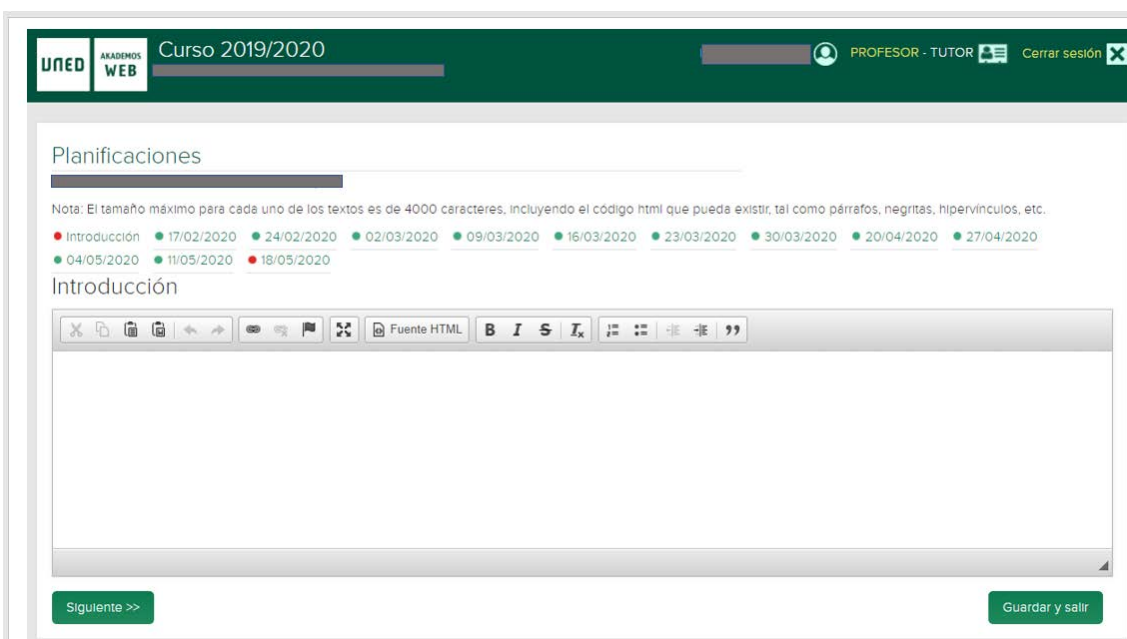 UNED
AKADEMOS
WEB
Curso 2019/2020
PROFESOR - TUTOR
Cerrar sesión
Planificaciones
Nota: El tamaño máximo para cada uno de los textos es de 4000 caracteres, incluyendo el código html que pueda existir, tal como párrafos, negritas, hipervínculos, etc.
Introducción 17/02/2020 24/02/2020 02/03/2020 09/03/2020 16/03/2020 23/03/2020 30/03/2020 20/04/2020 27/04/2020
04/05/2020 11/05/2020 18/05/2020
Introducción
Fuente HTML B I S Ix
Siguiente >>
Guardar y salir